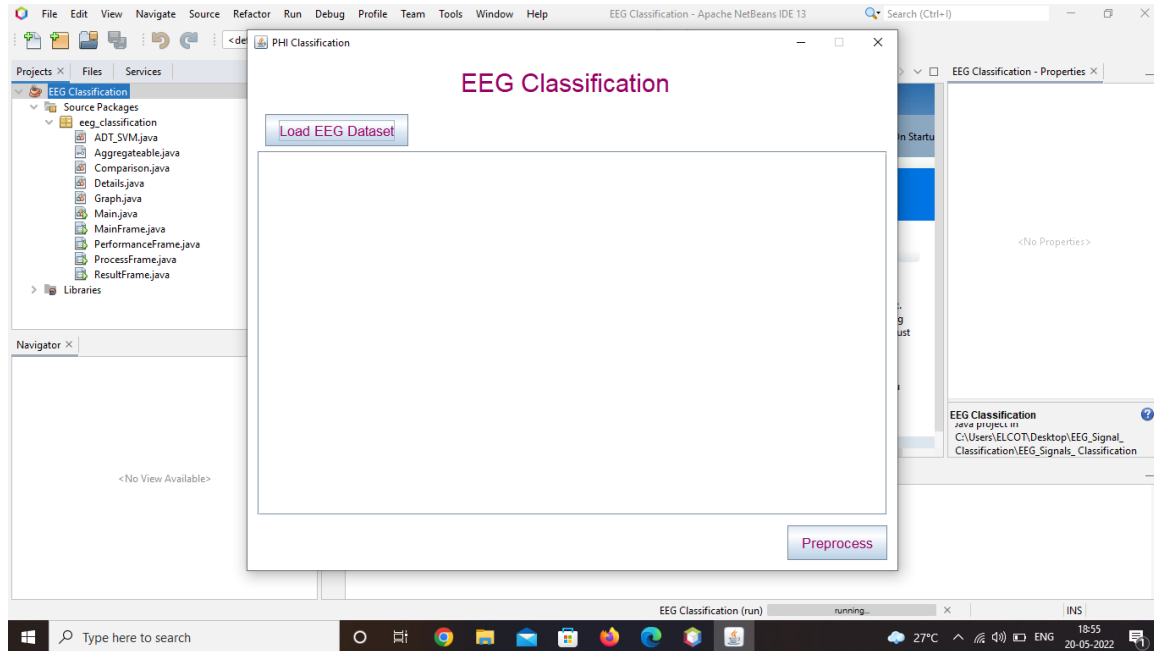 File Edit View Navigate Source Refactor Run Debug Profile Team Tools Window Help EEG Classification - Apache NetBeans IDE 13 Search (Ctrl+I)
<def
PHI Classification
Projects Files Services
EEG Classification - Properties
EEG Classification
Load EEG Dataset
EEG Classification
Source Packages
eeg_classification
ADT_SVM.java
Aggregateable.java
Comparison.java
Details.java
Graph.java
Main.java
MainFrame.java
PerformanceFrame.java
ProcessFrame.java
ResultFrame.java
Libraries
Navigator
<No View Available>
Preprocess
n Startu
g
ust
<No Properties>
EEG Classification
Java project in
C:\Users\ELCOT\Desktop\EEG_Signal_
Classification\EEG_Signals_ Classification
EEG Classification (run) running... INS
Type here to search 27°C ENG 18:55
20-05-2022
1